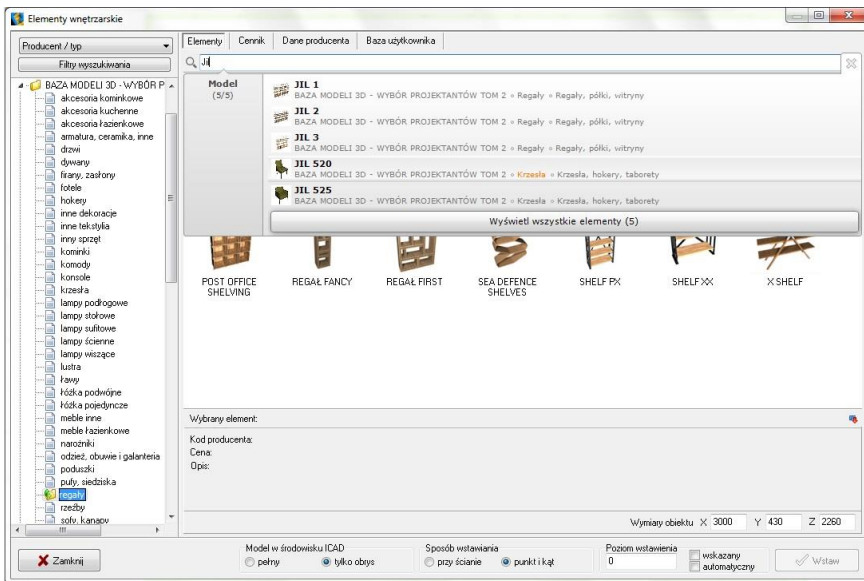 Elementy wnętrzarskie
Producent / typ
Filtry wyszukiwania
BAZA MODELI 3D - WYBÓR P
akcesoria kominkowe
akcesoria kuchenne
akcesoria łazienkowe
armatura, ceramika, inne
drzwi
dywany
firany, zasłony
fotele
hokery
inne dekoracje
inne tekstylia
inny sprzęt
kominki
komody
konsole
krzesła
lampy podłogowe
lampy stołowe
lampy sufitowe
lampy ścienne
lampy wiszące
lustra
ławy
łóżka podwójne
łóżka pojedyncze
meble inne
meble łazienkowe
narożniki
odzież, obuwie i galanteria
poduszki
pufy, siedziska
regały
rzeźby
sofy, kanapy
Elementy Cennik Dane producenta Baza użytkownika
Jil
Model
(5/5)
JIL 1
BAZA MODELI 3D - WYBÓR PROJEKTANTÓW TOM 2 » Regały » Regały, półki, witryny
JIL 2
BAZA MODELI 3D - WYBÓR PROJEKTANTÓW TOM 2 » Regały » Regały, półki, witryny
JIL 3
BAZA MODELI 3D - WYBÓR PROJEKTANTÓW TOM 2 » Regały » Regały, półki, witryny
JIL 520
BAZA MODELI 3D - WYBÓR PROJEKTANTÓW TOM 2 » Krzesła » Krzesła, hokery, taborety
JIL 525
BAZA MODELI 3D - WYBÓR PROJEKTANTÓW TOM 2 » Krzesła » Krzesła, hokery, taborety
Wyświetl wszystkie elementy (5)
POST OFFICE SHELVING
REGAŁ FANCY
REGAŁ FIRST
SEA DEFENCE SHELVES
SHELF PX
SHELF XX
X SHELF
Wybrany element:
Kod producenta:
Cena:
Opis:
Wymiary obiektu X 3000 Y 430 Z 2260
Zamknij
Model w środowisku ICAD
pełny tylko obrys
Sposób wstawiania
przy ścianie punkt i kąt
Poziom wstawienia
0
wskazany
automatyczny
Wstaw